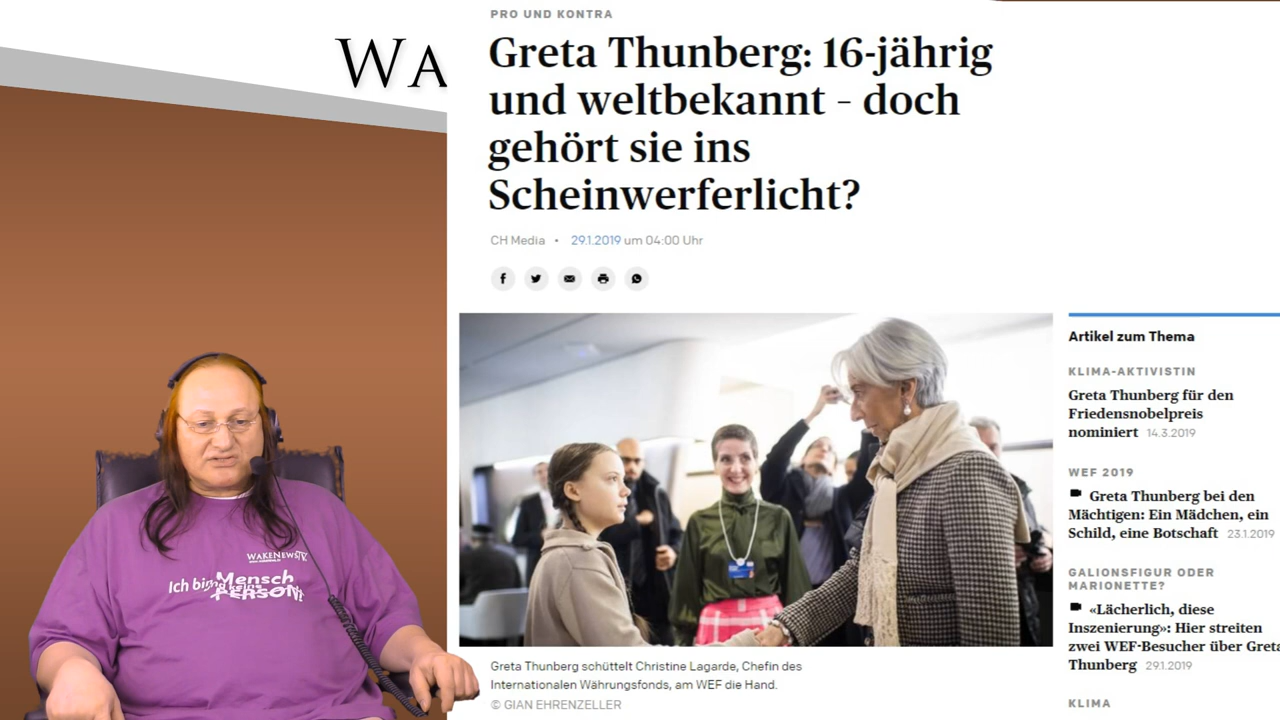 WA
PRO UND KONTRA
Greta Thunberg: 16-jährig
und weltbekannt – doch
gehört sie ins
Scheinwerferlicht?
CH Media • 29.1.2019 um 04:00 Uhr
Artikel zum Thema
KLIMA-AKTIVISTIN
Greta Thunberg für den
Friedensnobelpreis
nominiert 14.3.2019
WEF 2019
Greta Thunberg bei den
Mächtigen: Ein Mädchen, ein
Schild, eine Botschaft 23.1.2019
GALIONSFIGUR ODER
MARIONETTE?
«Lächerlich, diese
Inszenierung»: Hier streiten
zwei WEF-Besucher über Greta
Thunberg 29.1.2019
KLIMA
Greta Thunberg schüttelt Christine Lagarde, Chefin des
Internationalen Währungsfonds, am WEF die Hand.
© GIAN EHRENZELLER
WAKENEWSTV
Ich bin Mensch
PERSON!